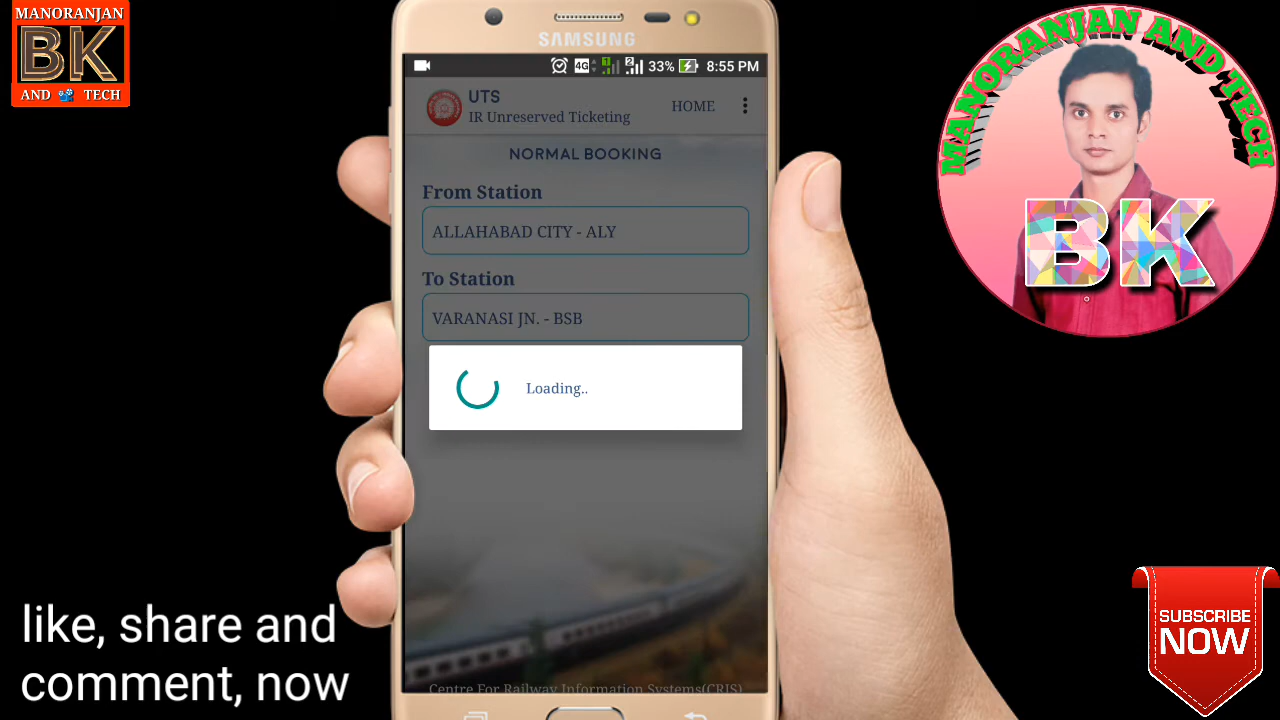 MANORANJAN
BK
AND TECH
SAMSUNG
4G 1 2 33% 8:55 PM
UTS
IR Unreserved Ticketing
HOME
NORMAL BOOKING
From Station
ALLAHABAD CITY - ALY
To Station
VARANASI JN. - BSB
Loading..
Centre For Railway Information Systems(CRIS)
MANORANJAN AND TECH
BK
like, share and
comment, now
SUBSCRIBE
NOW